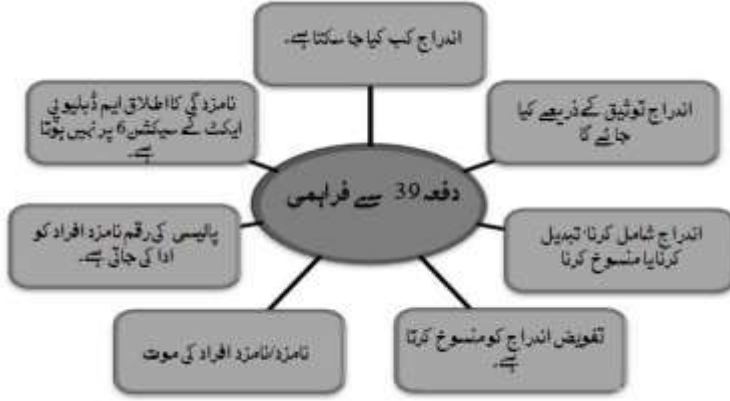 اندراج کب کیا جا سکتا ہے۔
نامزدگی کا اطلاق ایم ڈبلیو پی
ایکٹ کے سیکشن 6 پر نہیں ہوتا
ہے۔
اندراج توثیق کے ذریعے کیا
جائے گا
دفعہ 39 سے فراہمی
پالیسی کی رقم نامزد افراد کو
ادا کی جاتی ہے۔
اندراج شامل کرنا، تبدیل
کرنا یا منسوخ کرنا
نامزد/نامزد افراد کی موت
تفویض اندراج کو منسوخ کرتا
ہے۔